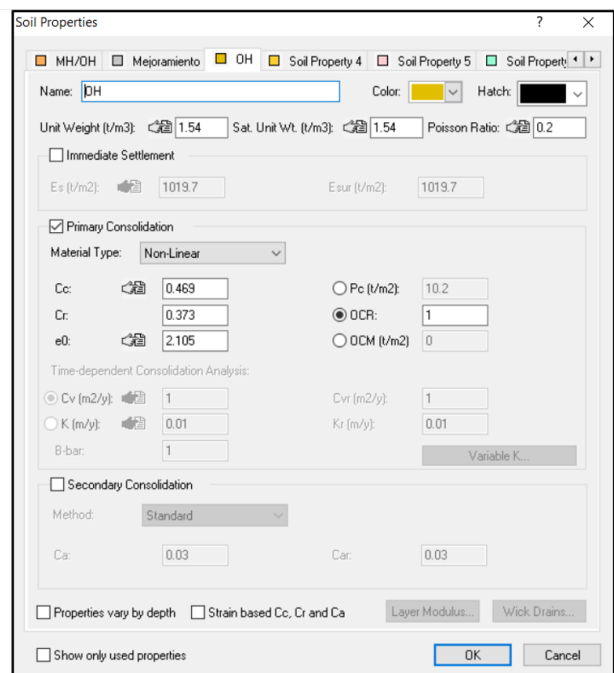 Soil Properties ? ×
MH/OH Mejoramiento OH Soil Property 4 Soil Property 5 Soil Property
Name: OH Color: Hatch:
Unit Weight (t/m3): 1.54 Sat. Unit Wt. (t/m3): 1.54 Poisson Ratio: 0.2
Immediate Settlement
Es (t/m2): 1019.7 Esur (t/m2): 1019.7
Primary Consolidation
Material Type: Non-Linear
Cc: 0.469 Pc (t/m2): 10.2
Cr: 0.373 OCR: 1
e0: 2.105 OCM (t/m2) 0
Time-dependent Consolidation Analysis:
Cv (m2/y): 1 Cvr (m2/y): 1
K (m/y): 0.01 Kr (m/y): 0.01
B-bar: 1 Variable K...
Secondary Consolidation
Method: Standard
Ca: 0.03 Car: 0.03
Properties vary by depth Strain based Cc, Cr and Ca Layer Modulus... Wick Drains...
Show only used properties OK Cancel